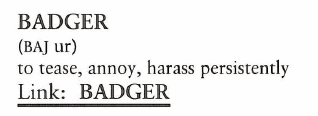 BADGER
(BAJ ur)
to tease, annoy, harass persistently
Link: BADGER